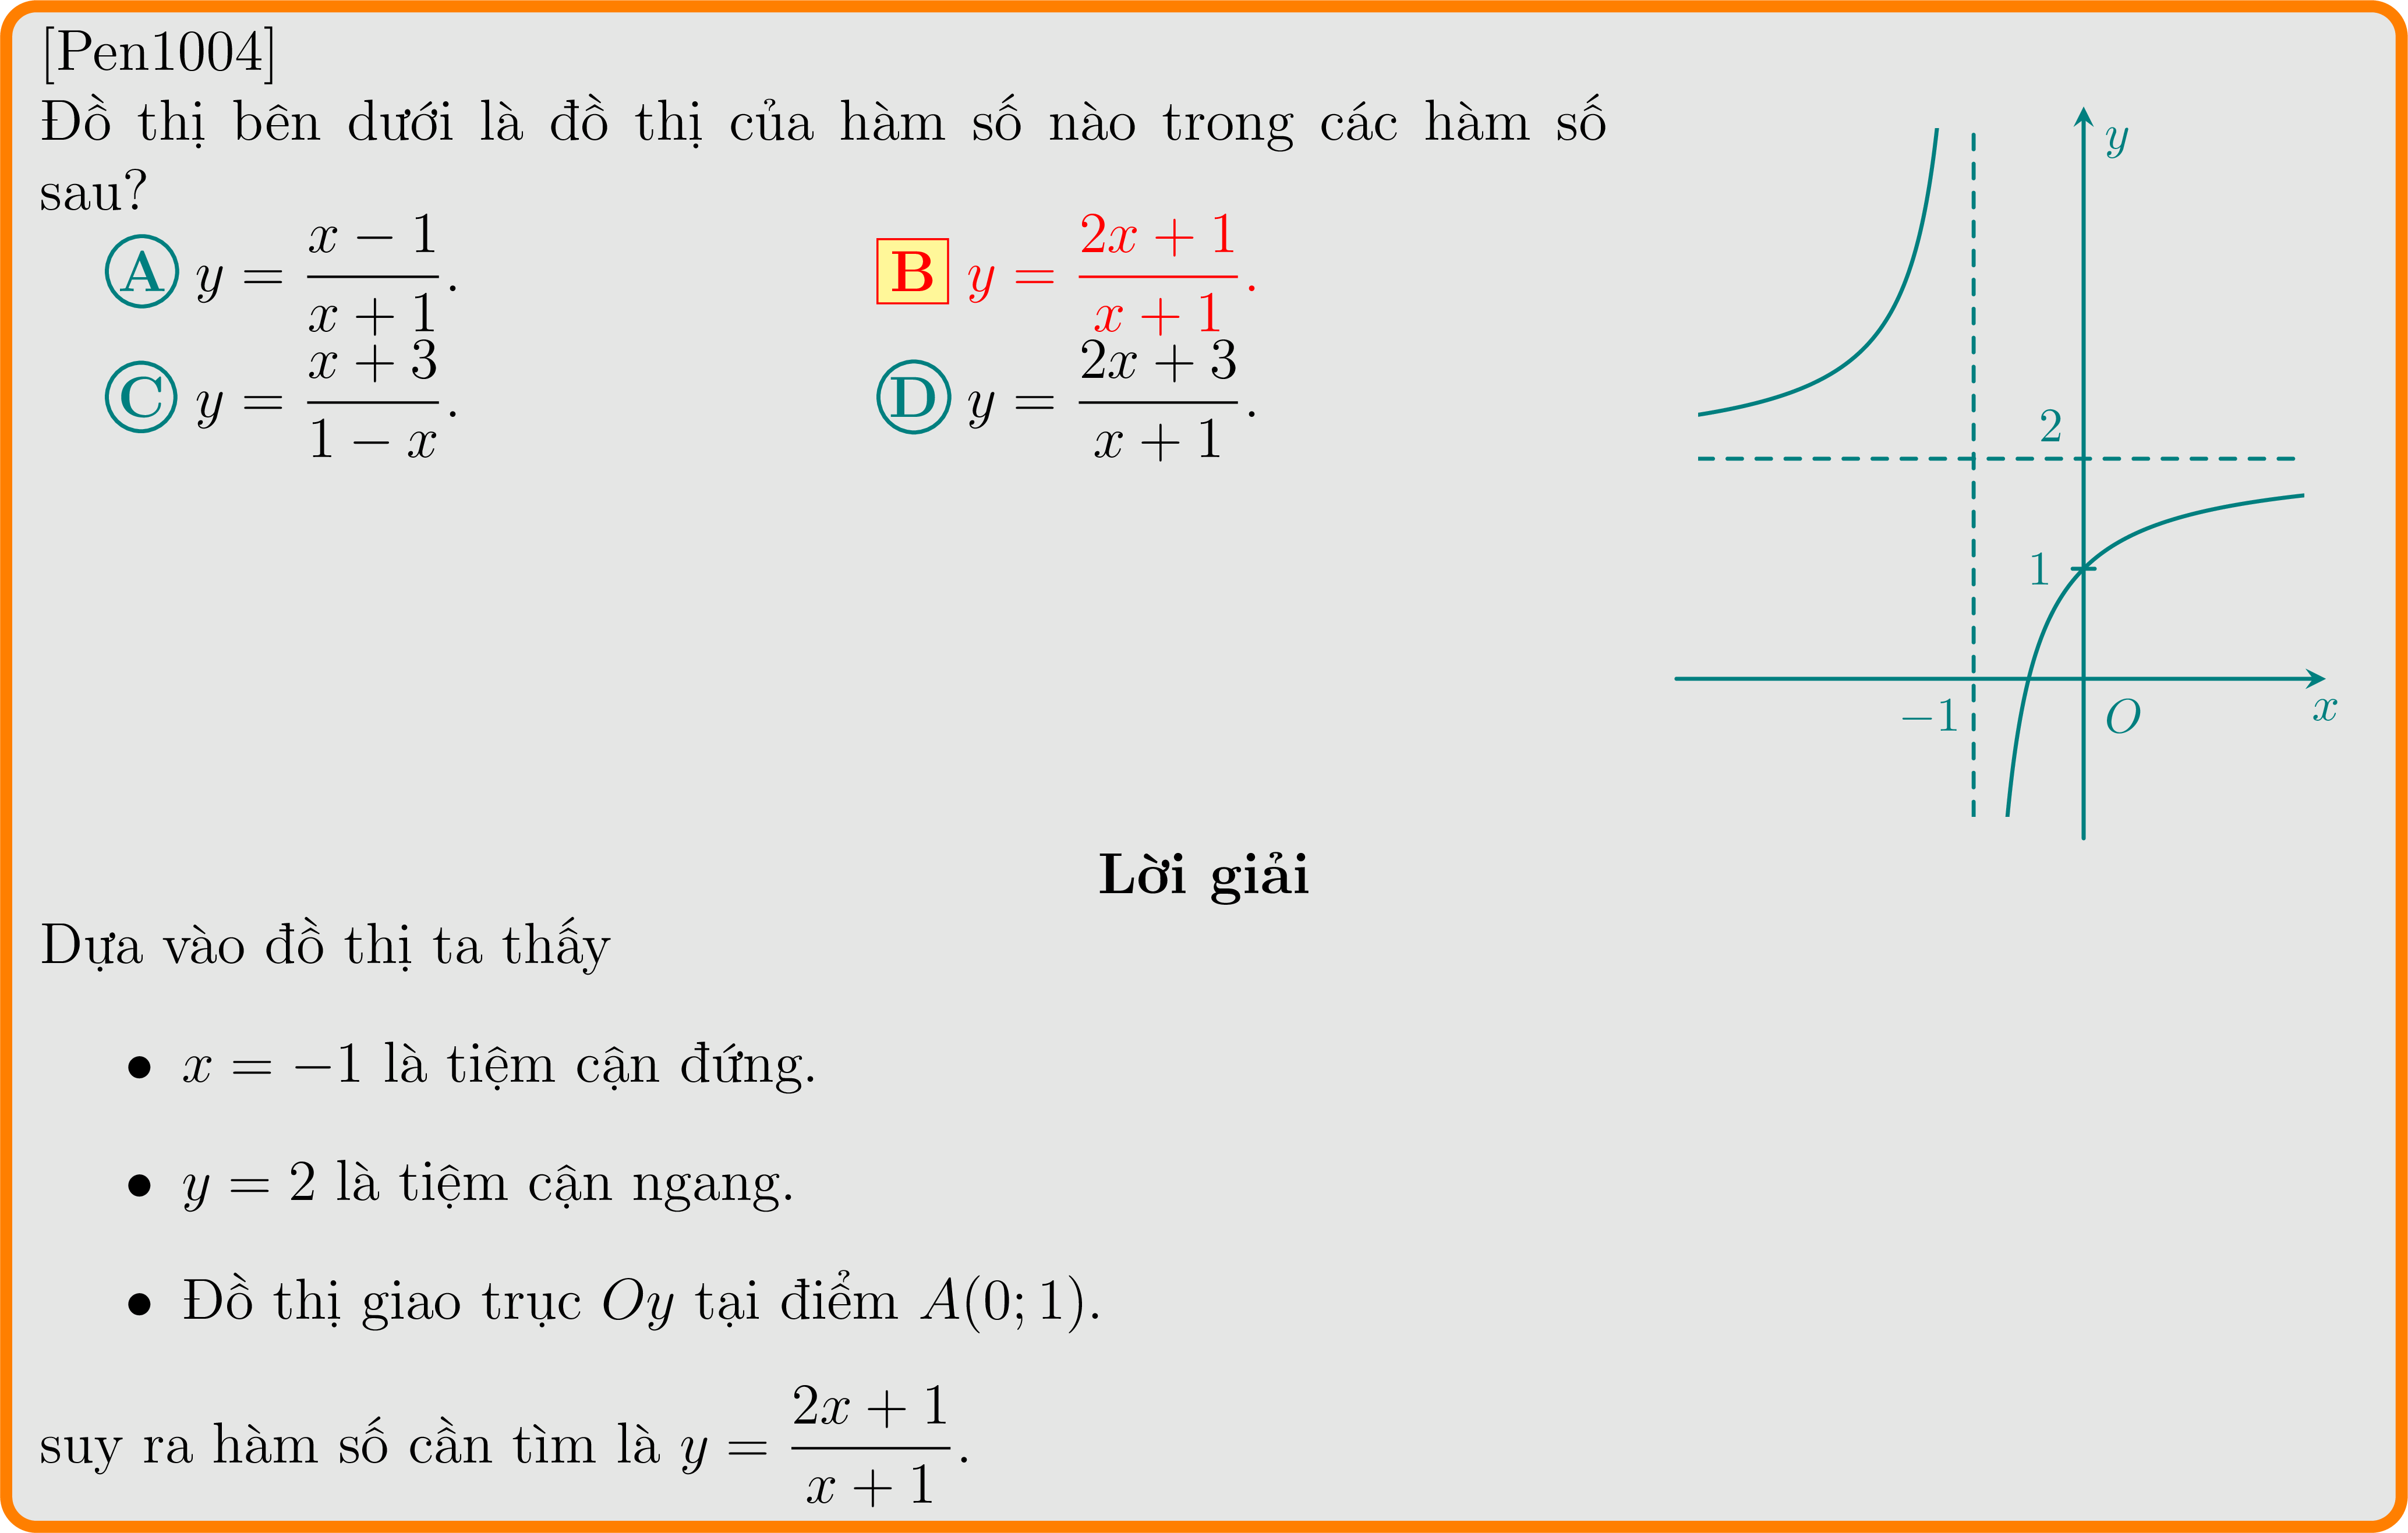 [Pen1004]
Đồ thị bên dưới là đồ thị của hàm số nào trong các hàm số
sau?
A y = \frac{x − 1}{x + 1}.
B y = \frac{2x + 1}{x + 1}.
C y = \frac{x + 3}{1 − x}.
D y = \frac{2x + 3}{x + 1}.
y
2
1
−1
O
x
Lời giải
Dựa vào đồ thị ta thấy
• x = −1 là tiệm cận đứng.
• y = 2 là tiệm cận ngang.
• Đồ thị giao trục Oy tại điểm A(0; 1).
suy ra hàm số cần tìm là y = \frac{2x + 1}{x + 1}.